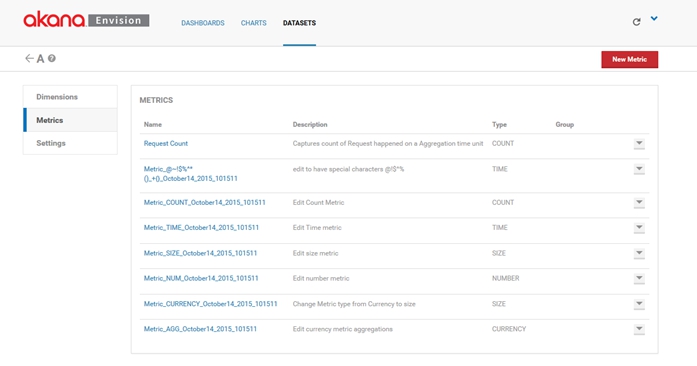 akana Envision DASHBOARDS CHARTS DATASETS
A ? New Metric
Dimensions
Metrics
Settings
METRICS
Name Description Type Group
Request Count Captures count of Request happened on a Aggregation time unit COUNT
Metric_@~!$%^* edit to have special characters @!$^% TIME
()_+{}_October14_2015_101511
Metric_COUNT_October14_2015_101511 Edit Count Metric COUNT
Metric_TIME_October14_2015_101511 Edit Time metric TIME
Metric_SIZE_October14_2015_101511 Edit size metric SIZE
Metric_NUM_October14_2015_101511 Edit number metric NUMBER
Metric_CURRENCY_October14_2015_101511 Change Metric type from Currency to size SIZE
Metric_AGG_October14_2015_101511 Edit currency metric aggregations CURRENCY